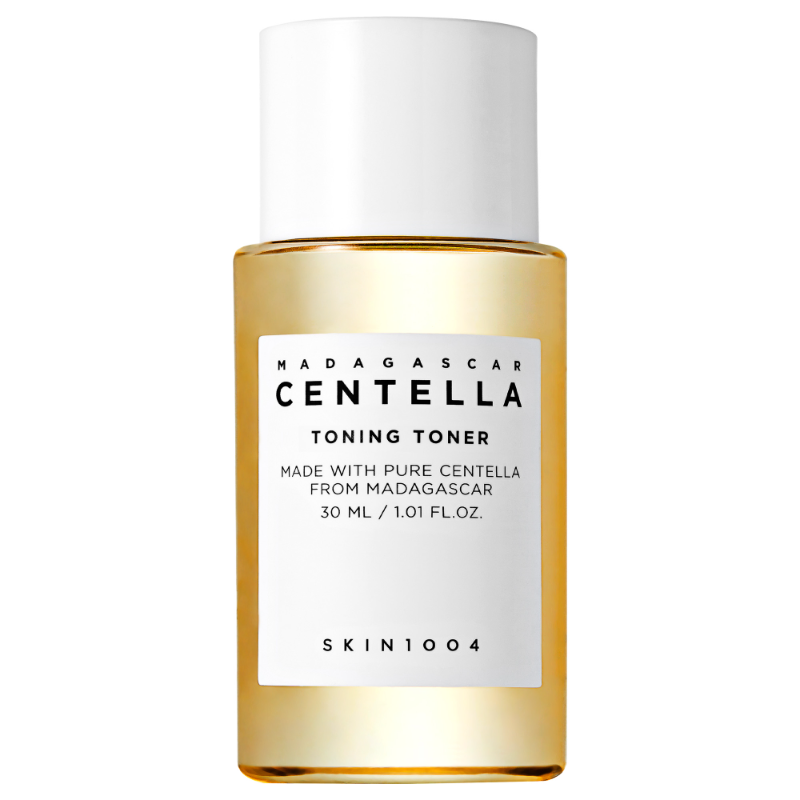 MADAGASCAR
CENTELLA
TONING TONER
MADE WITH PURE CENTELLA
FROM MADAGASCAR
30 ML / 1.01 FL.OZ.
SKIN1004